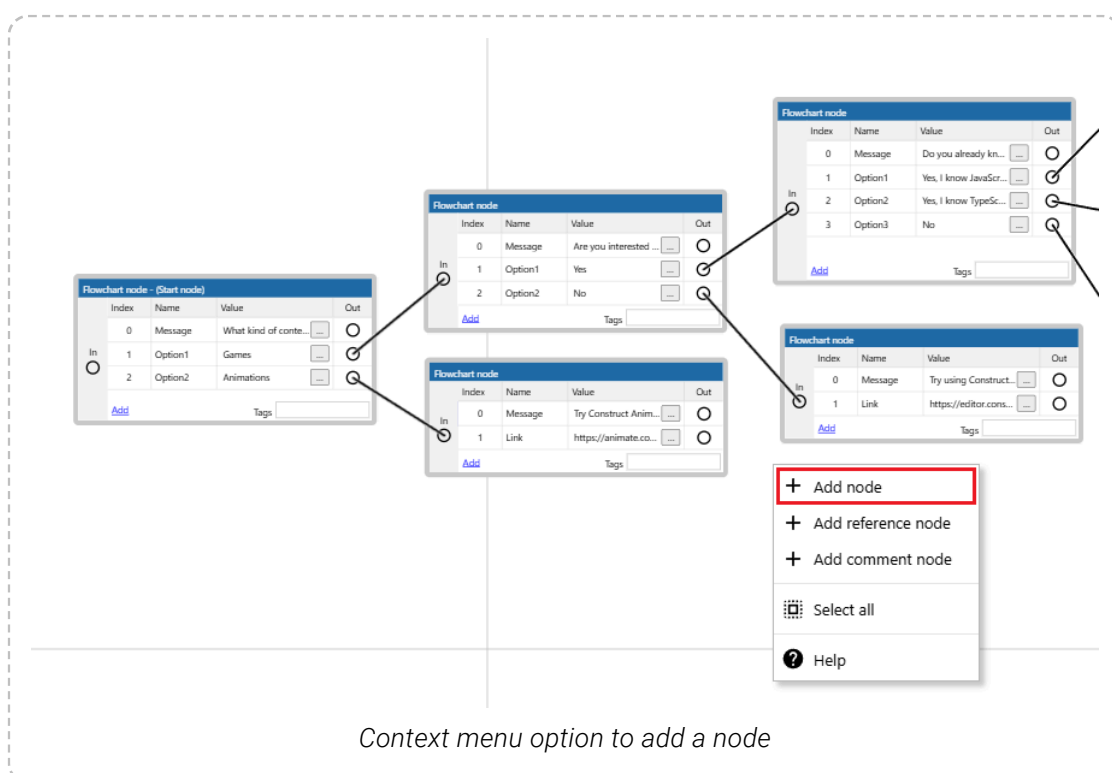 Flowchart node - (Start node)
Index Name Value Out
In
0 Message What kind of conte... ...
1 Option1 Games ...
2 Option2 Animations ...
Add Tags
Flowchart node
Index Name Value Out
In
0 Message Are you interested ... ...
1 Option1 Yes ...
2 Option2 No ...
Add Tags
Flowchart node
Index Name Value Out
In
0 Message Try Construct Anim... ...
1 Link https://animate.co... ...
Add Tags
Flowchart node
Index Name Value Out
In
0 Message Do you already kn... ...
1 Option1 Yes, I know JavaScr... ...
2 Option2 Yes, I know TypeSc... ...
3 Option3 No ...
Add Tags
Flowchart node
Index Name Value Out
In
0 Message Try using Construct... ...
1 Link https://editor.cons... ...
Add Tags
Add node
Add reference node
Add comment node
Select all
Help
Context menu option to add a node